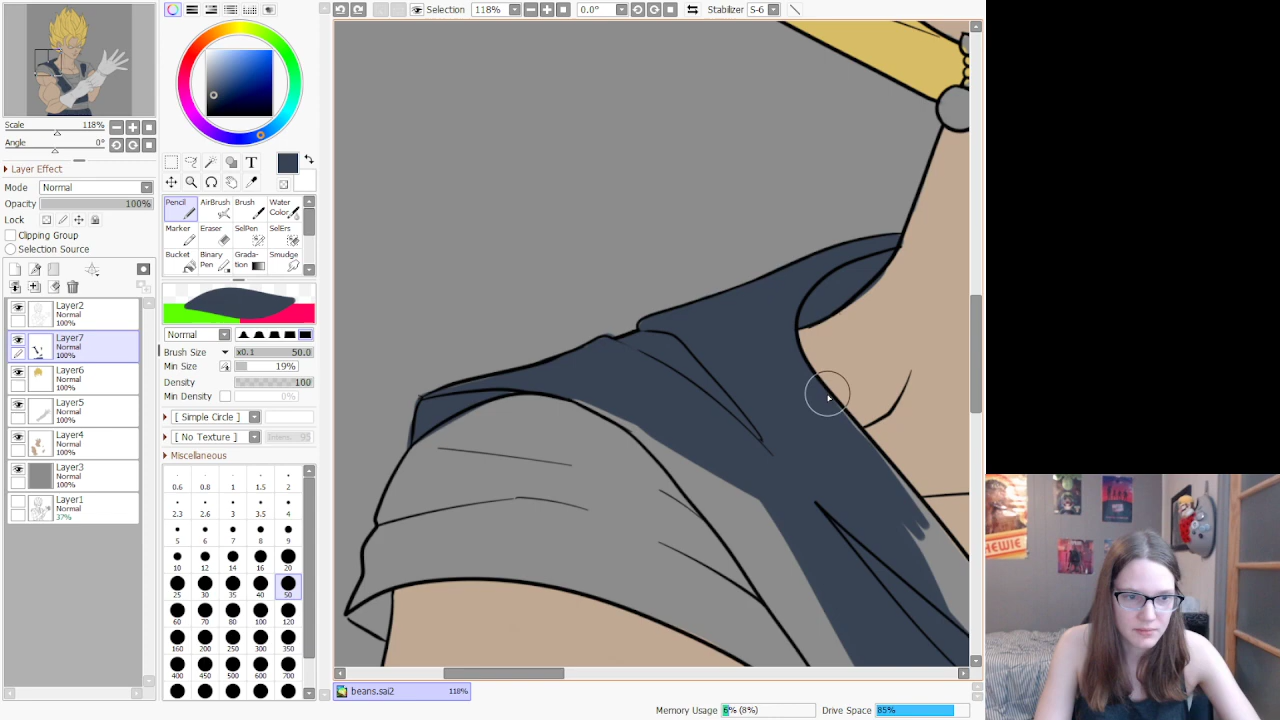 Selection 118% 0.0° Stabilizer S-6
Scale 118%
Angle 0°
Layer Effect
Mode Normal
Opacity 100%
Lock
Clipping Group
Selection Source
Layer2
Normal
100%
Layer7
Normal
100%
Layer6
Normal
100%
Layer5
Normal
100%
Layer4
Normal
100%
Layer3
Normal
100%
Layer1
Normal
37%
T
Pencil AirBrush Brush Water Color
Marker Eraser SelPen SelErs
Bucket Binary Pen Grada-tion Smudge
Normal
Brush Size x0.1 50.0
Min Size 19%
Density 100
Min Density 0%
[ Simple Circle ]
[ No Texture ] 95
Miscellaneous
0.6 0.8 1 1.5 2
2.3 2.6 3 3.5 4
5 6 7 8 9
10 12 14 16 20
25 30 35 40 50
60 70 80 100 120
160 200 250 300 350
400 450 500 600 700
beans.sai2 118%
Memory Usage 6% (8%) Drive Space 85%
HEWIE